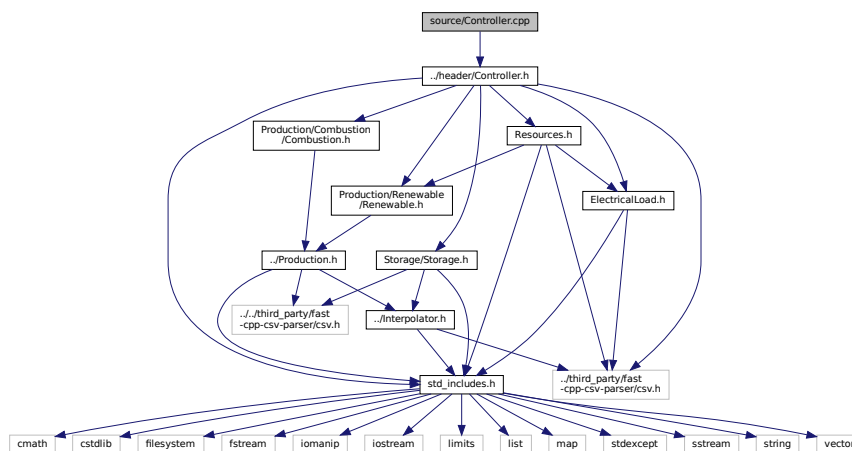 source/Controller.cpp
../header/Controller.h
Production/Combustion
/Combustion.h
Resources.h
Production/Renewable
/Renewable.h
ElectricalLoad.h
../Production.h
Storage/Storage.h
../../third_party/fast
-cpp-csv-parser/csv.h
../Interpolator.h
../third_party/fast
-cpp-csv-parser/csv.h
std_includes.h
cmath
cstdlib
filesystem
fstream
iomanip
iostream
limits
list
map
stdexcept
sstream
string
vector